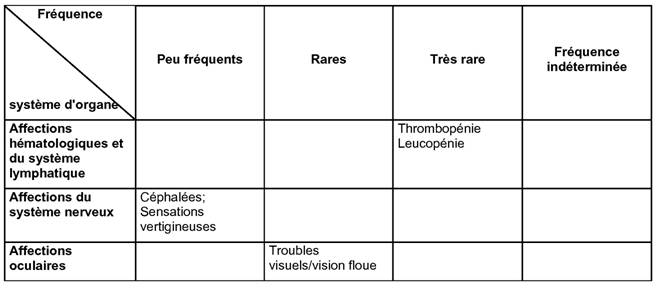 Fréquence
système d'organe
Peu fréquents
Rares
Très rare
Fréquence
indéterminée
Affections
hématologiques et
du système
lymphatique
Thrombopénie
Leucopénie
Affections du
système nerveux
Céphalées;
Sensations
vertigineuses
Affections
oculaires
Troubles
visuels/vision floue